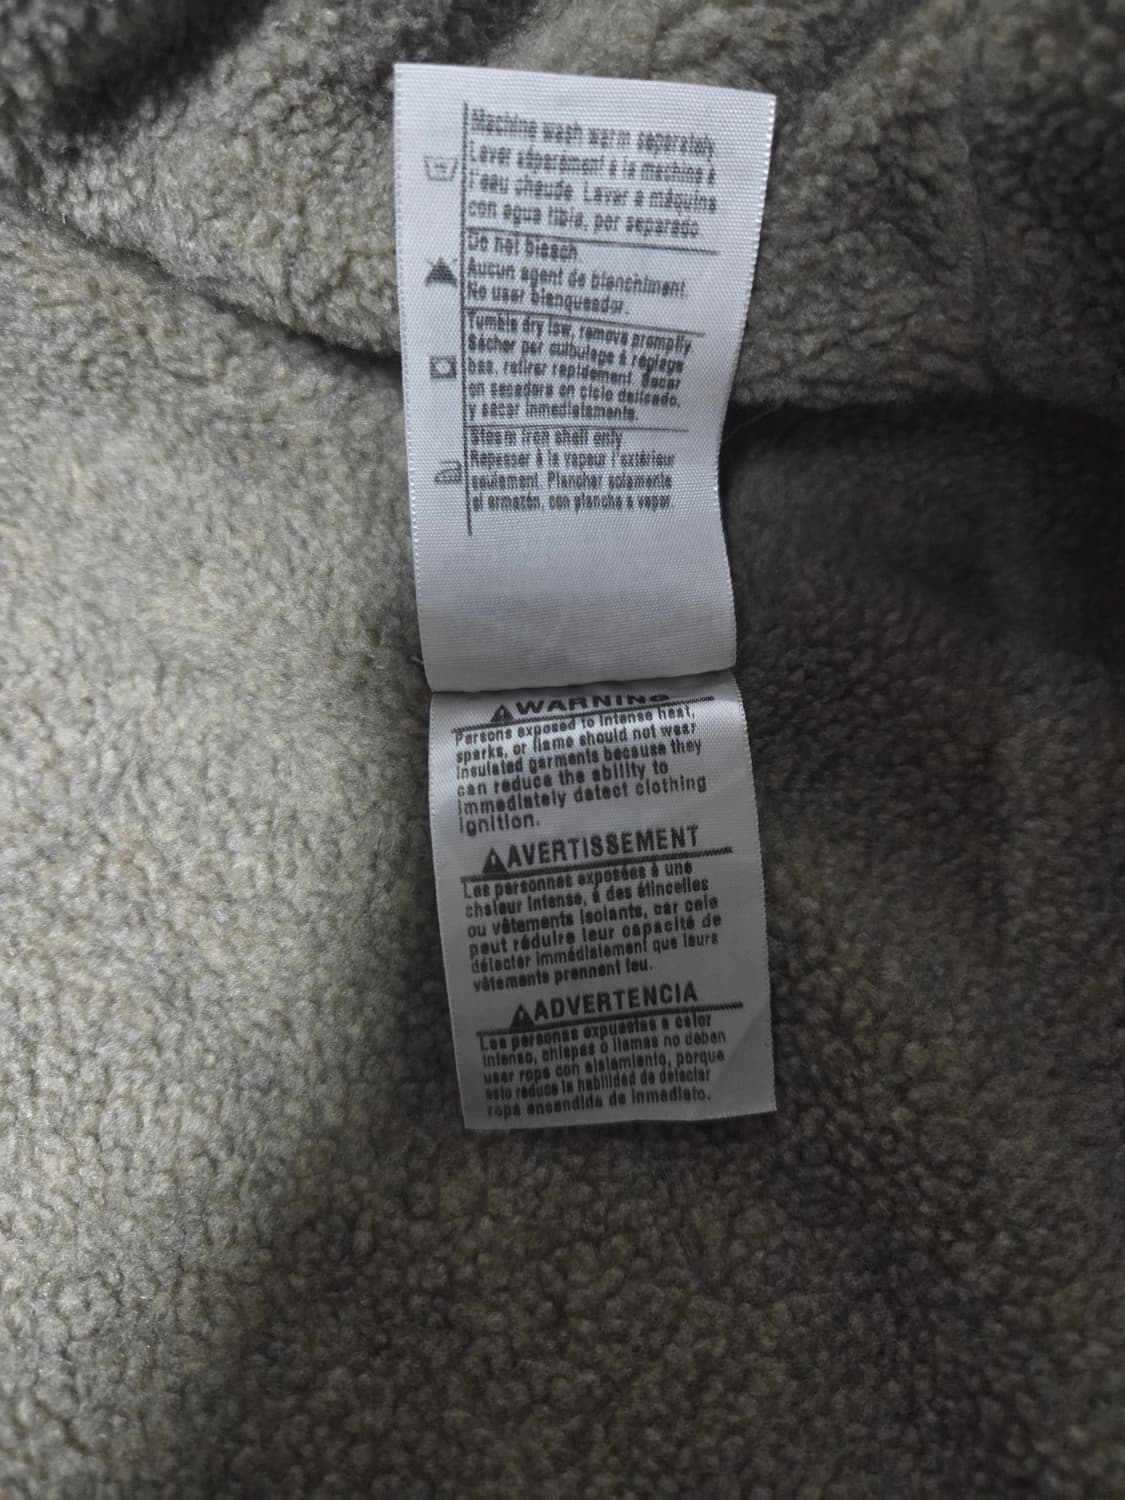 Machine wash warm separately
Laver séparément à la machine à
l'eau chaude. Lavar a máquina
con agua tibia, por separado
Do not bleach
Aucun agent de blanchiment.
No usar blanqueador.
Tumble dry low, remove promptly
Sécher par culbutage à réglage
bas, retirer rapidement. Secar
en secadora en ciclo delicado,
y sacar inmediatamente.
Steam iron shell only
Repasser à la vapeur l'extérieur
seulement. Planchar solamente
el armazón, con plancha a vapor.
WARNING
Persons exposed to intense heat,
sparks, or flame should not wear
insulated garments because they
can reduce the ability to
immediately detect clothing
ignition.
AVERTISSEMENT
Les personnes exposées à une
chaleur intense, à des étincelles
ou vêtements isolants, car cela
peut réduire leur capacité de
détecter immédiatement que leurs
vêtements prennent feu.
ADVERTENCIA
Las personas expuestas a calor
intenso, chispas o llamas no deben
usar ropa con aislamiento, porque
esto reduce la habilidad de detectar
ropa encendida de inmediato.